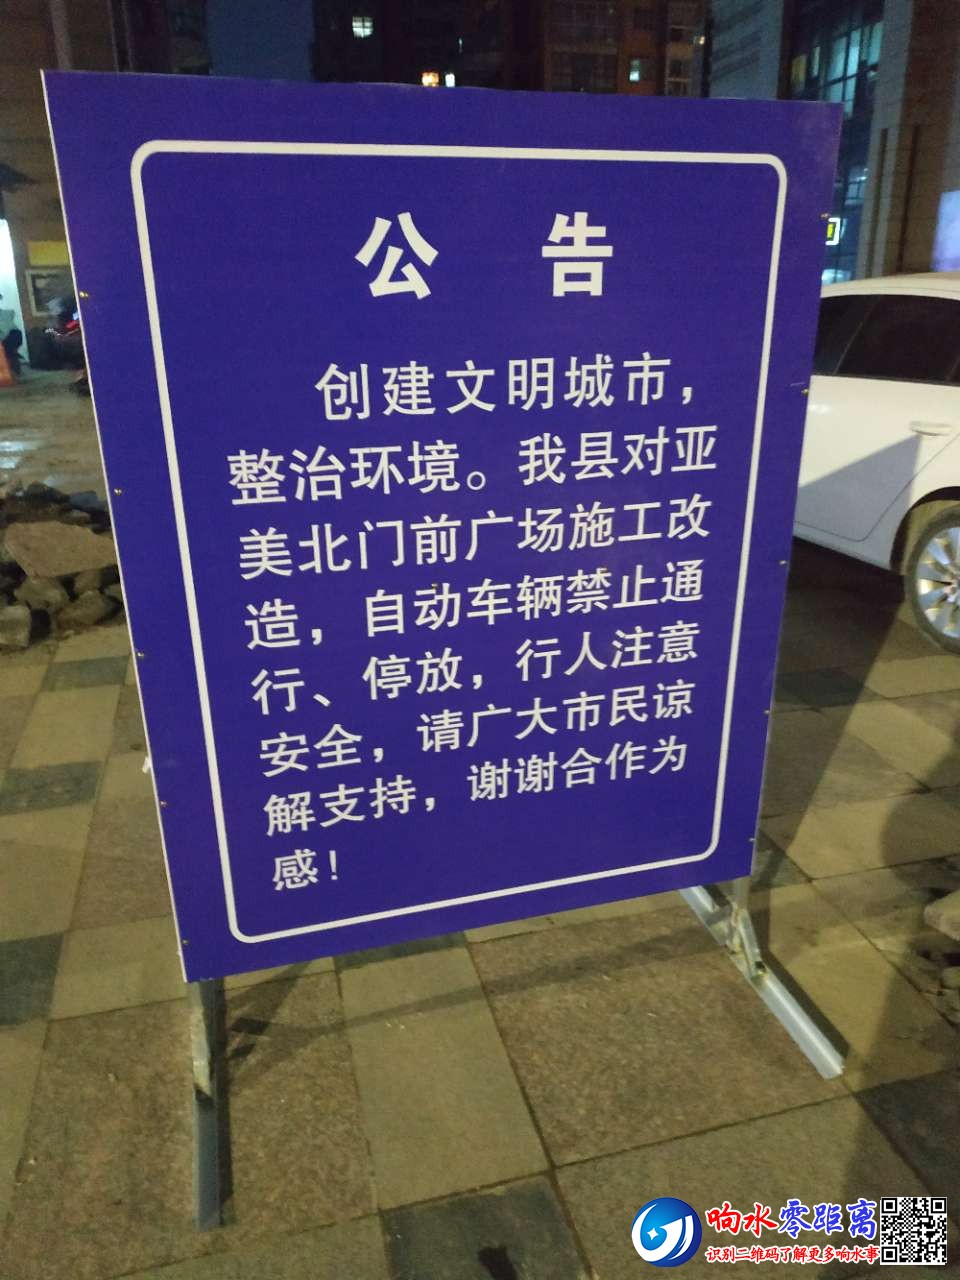 公 告
创建文明城市，
整治环境。我县对亚
美北门前广场施工改
造，自动车辆禁止通
行、停放，行人注意
安全，请广大市民谅
解支持，谢谢合作为
感！
响水零距离
识别二维码了解更多响水事